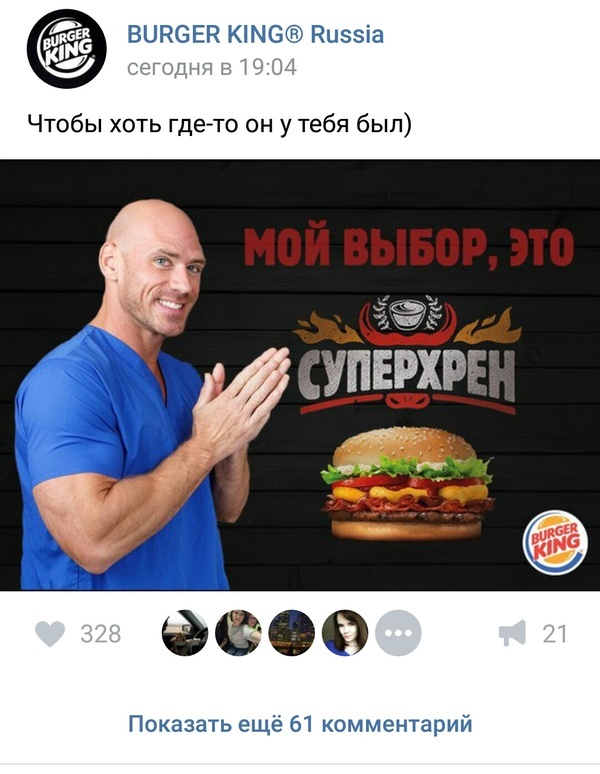 BURGER KING
BURGER KING® Russia
сегодня в 19:04
Чтобы хоть где-то он у тебя был)
МОЙ ВЫБОР, ЭТО
СУПЕРХРЕН
BURGER
KING
328
21
Показать ещё 61 комментарий